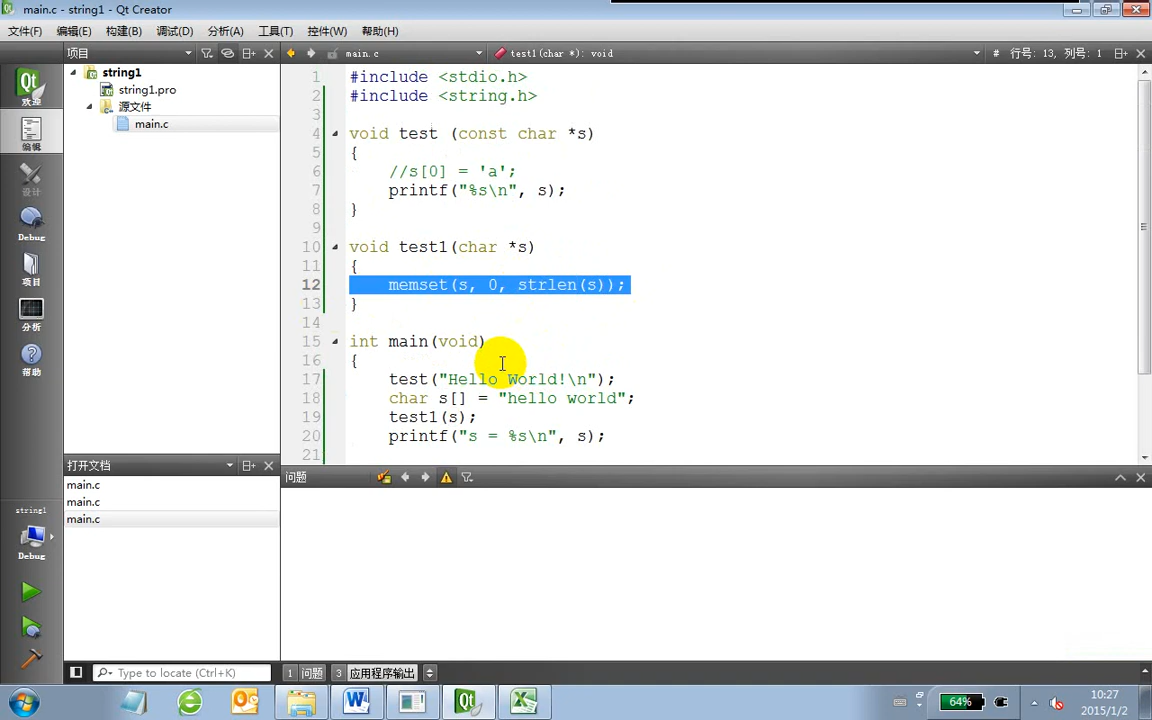 main.c - string1 - Qt Creator
文件(F) 编辑(E) 构建(B) 调试(D) 分析(A) 工具(T) 控件(W) 帮助(H)
项目
main.c
test1(char *): void
# 行号: 13, 列号: 1
欢迎
编辑
设计
Debug
项目
分析
帮助
string1
Debug
string1
string1.pro
源文件
main.c
打开文档
main.c
main.c
main.c
1 #include <stdio.h>
2 #include <string.h>
3
4 void test (const char *s)
5 {
6 //s[0] = 'a';
7 printf("%s\n", s);
8 }
9
10 void test1(char *s)
11 {
12 memset(s, 0, strlen(s));
13 }
14
15 int main(void)
16 {
17 test("Hello World!\n");
18 char s[] = "hello world";
19 test1(s);
20 printf("s = %s\n", s);
21
问题
Type to locate (Ctrl+K)
1 问题 3 应用程序输出
64%
10:27
2015/1/2